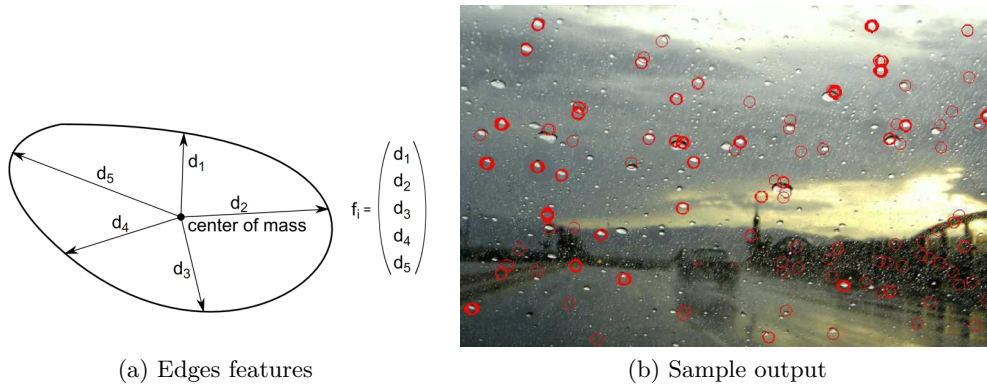 d1
d2
d3
d4
d5
center of mass
fi =
d1
d2
d3
d4
d5
(a) Edges features
(b) Sample output